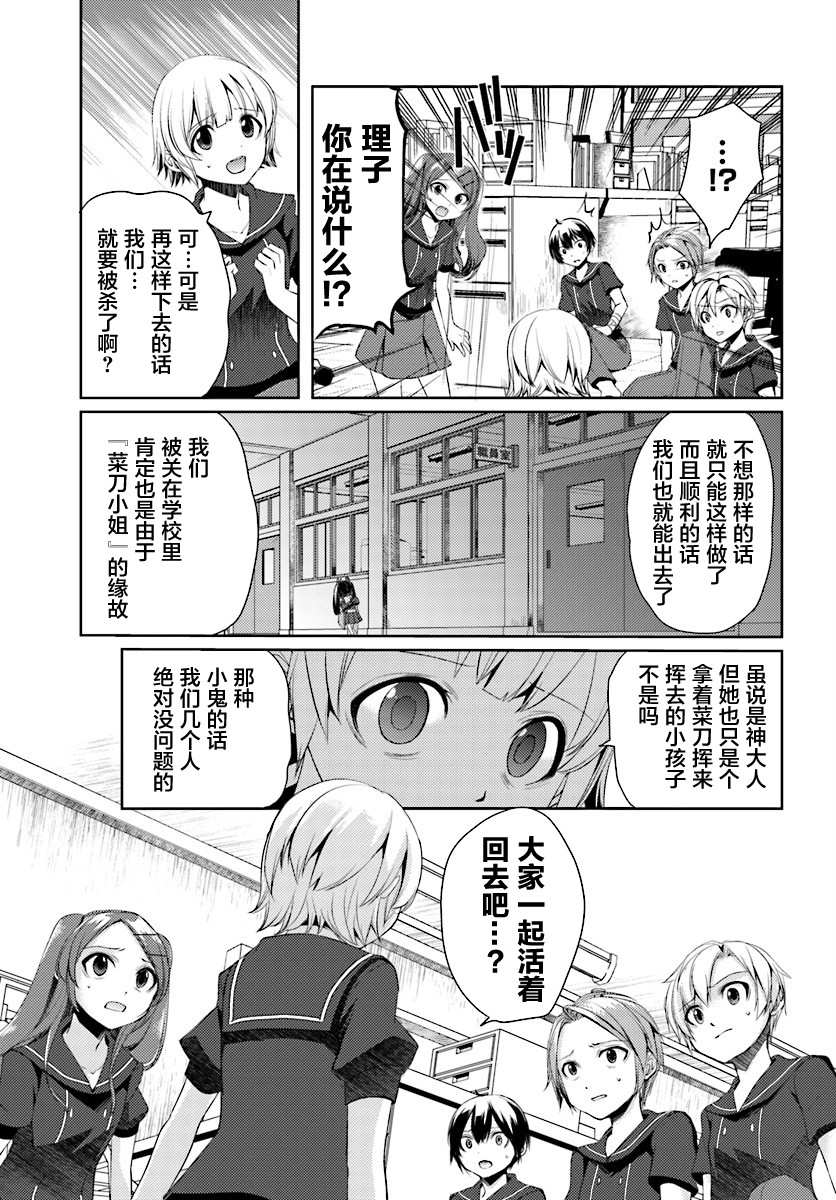 …!?
理子
你在说什么!?
可…可是
再这样下去的话
我们…
就要被杀了啊?
不想那样的话
就只能这样做了
而且顺利的话
我们也就能出去了
職員室
我们
被关在学校里
肯定也是由于
『菜刀小姐』的缘故
虽说是神大人
但她也只是个
拿着菜刀挥来
挥去的小孩子
不是吗
那种
小鬼的话
我们几个人
绝对没问题的
大家一起活着
回去吧…?